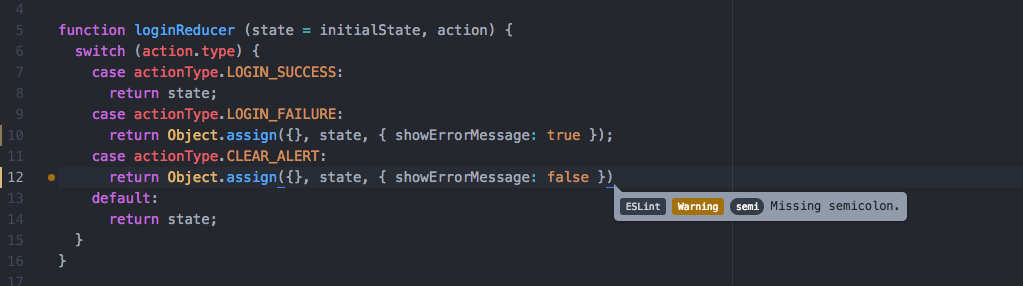 4
5 function loginReducer (state = initialState, action) {
6 switch (action.type) {
7 case actionType.LOGIN_SUCCESS:
8 return state;
9 case actionType.LOGIN_FAILURE:
10 return Object.assign({}, state, { showErrorMessage: true });
11 case actionType.CLEAR_ALERT:
12 return Object.assign({}, state, { showErrorMessage: false })
13 default:
ESLint Warning semi Missing semicolon.
14 return state;
15 }
16 }
17